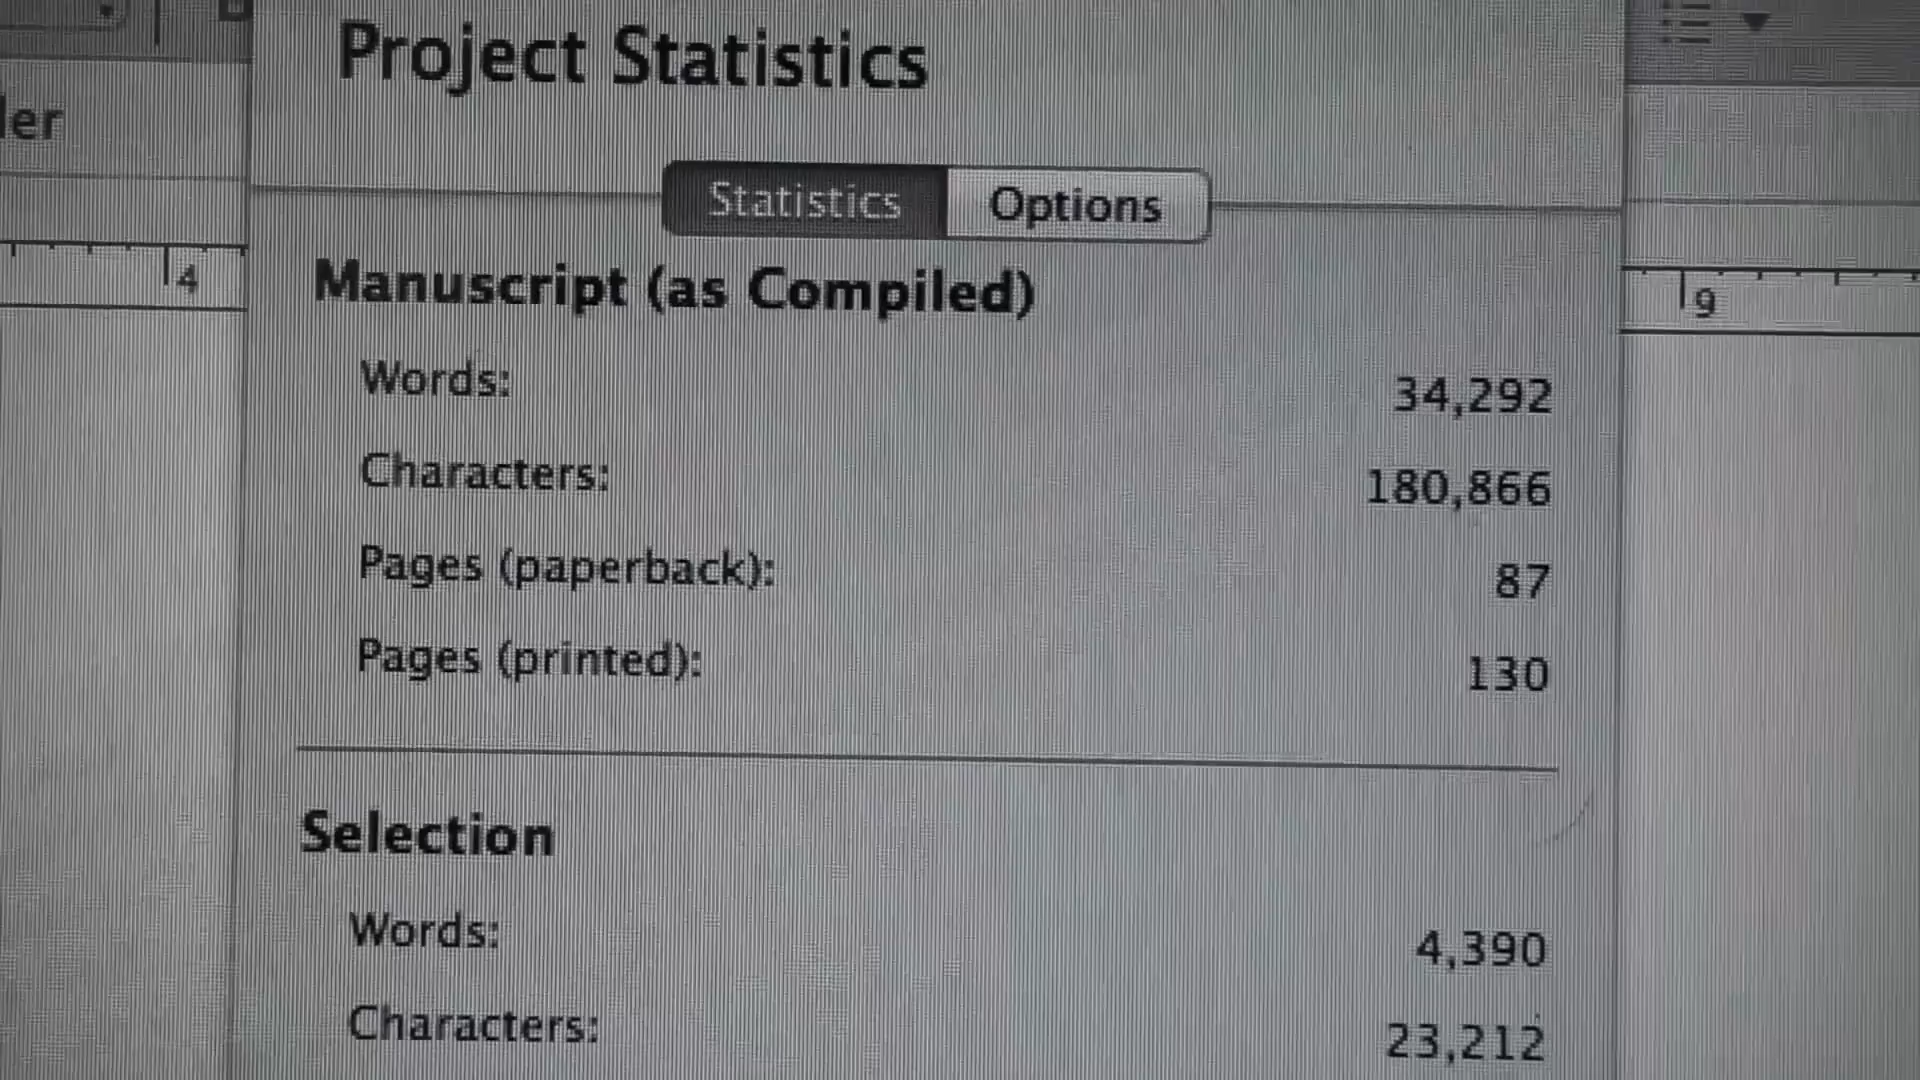 Project Statistics
Statistics Options
Manuscript (as Compiled)
Words: 34,292
Characters: 180,866
Pages (paperback): 87
Pages (printed): 130
Selection
Words: 4,390
Characters: 23,212
ler
4
9